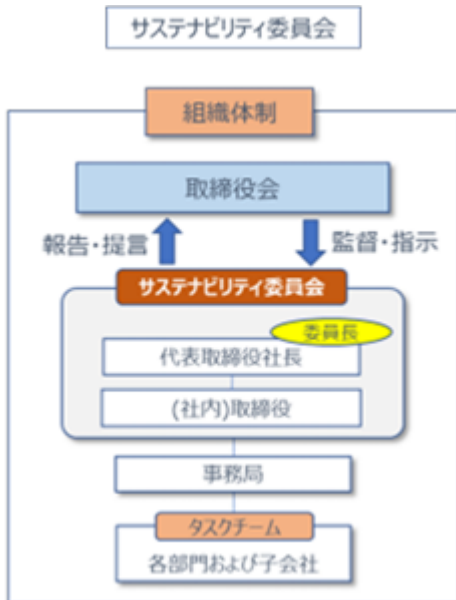 サステナビリティ委員会
組織体制
取締役会
報告・提言
監督・指示
サステナビリティ委員会
委員長
代表取締役社長
(社内)取締役
事務局
タスクチーム
各部門および子会社